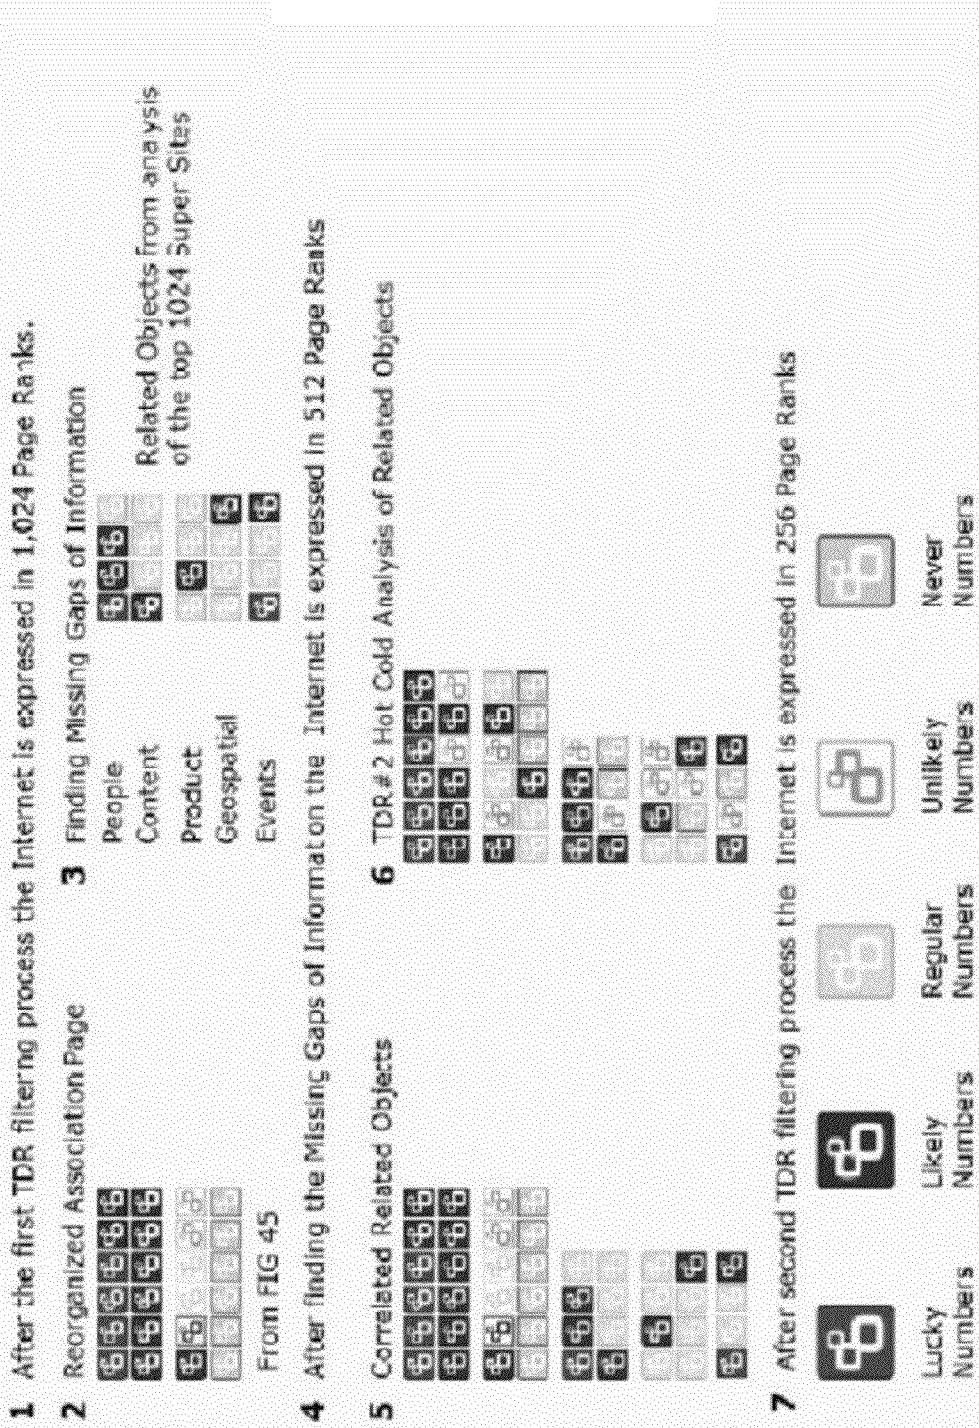 1 After the first TDR filterng process the Internet is expressed in 1,024 Page Ranks.
2 Reorganized Association Page
From FIG 45
3 Finding Missing Gaps of Information
People
Content
Product
Geospatial
Events
Related Objects from analysis
of the top 1024 Super Sites
4 After finding the Missing Gaps of Information the Internet is expressed in 512 Page Ranks
5 Correlated Related Objects
6 TDR#2 Hot Cold Analysis of Related Objects
7 After second TDR filtering process the Internet is expressed in 256 Page Ranks
Lucky
Numbers
Likely
Numbers
Regular
Numbers
Unlikely
Numbers
Never
Numbers